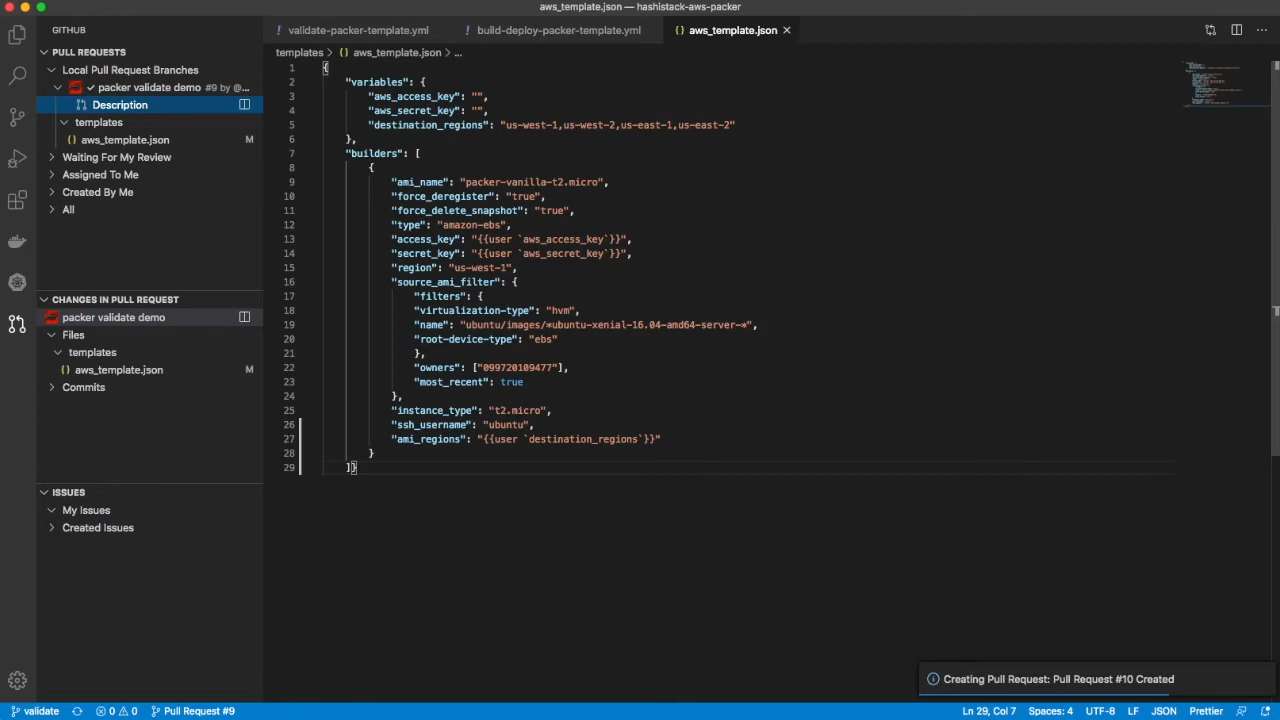 aws_template.json — hashistack-aws-packer
GITHUB
validate-packer-template.yml
build-deploy-packer-template.yml
aws_template.json
PULL REQUESTS
Local Pull Request Branches
packer validate demo #9 by @...
Description
templates
aws_template.json M
Waiting For My Review
Assigned To Me
Created By Me
All
CHANGES IN PULL REQUEST
packer validate demo
Files
templates
aws_template.json M
Commits
ISSUES
My Issues
Created Issues
templates > {} aws_template.json > ...
1 {
2 "variables": {
3 "aws_access_key": "",
4 "aws_secret_key": "",
5 "destination_regions": "us-west-1,us-west-2,us-east-1,us-east-2"
6 },
7 "builders": [
8 {
9 "ami_name": "packer-vanilla-t2.micro",
10 "force_deregister": "true",
11 "force_delete_snapshot": "true",
12 "type": "amazon-ebs",
13 "access_key": "{{user `aws_access_key`}}",
14 "secret_key": "{{user `aws_secret_key`}}",
15 "region": "us-west-1",
16 "source_ami_filter": {
17 "filters": {
18 "virtualization-type": "hvm",
19 "name": "ubuntu/images/*ubuntu-xenial-16.04-amd64-server-*",
20 "root-device-type": "ebs"
21 },
22 "owners": ["099720109477"],
23 "most_recent": true
24 },
25 "instance_type": "t2.micro",
26 "ssh_username": "ubuntu",
27 "ami_regions": "{{user `destination_regions`}}"
28 }
29 ]}
Creating Pull Request: Pull Request #10 Created
validate 0 0 Pull Request #9 Ln 29, Col 7 Spaces: 4 UTF-8 LF JSON Prettier